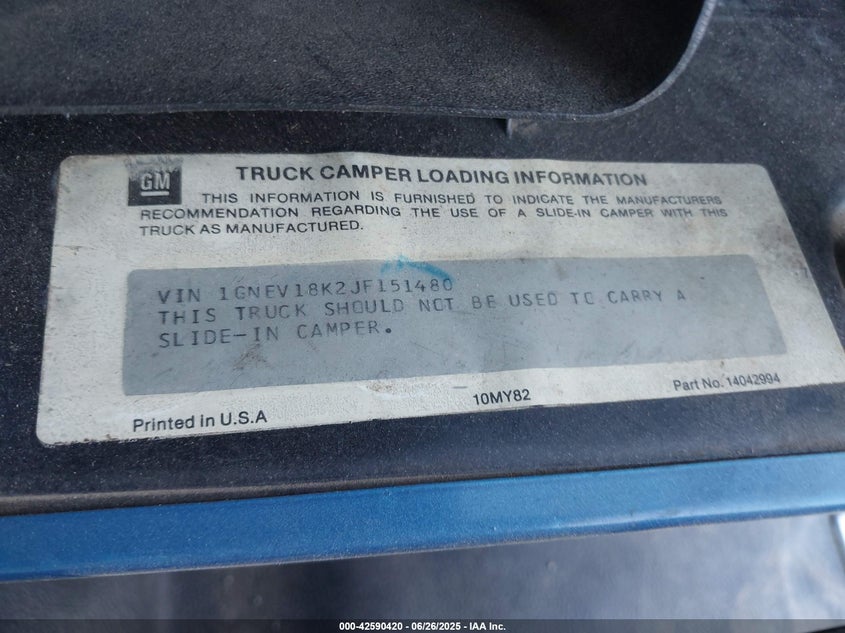 GM
TRUCK CAMPER LOADING INFORMATION
THIS INFORMATION IS FURNISHED TO INDICATE THE MANUFACTURERS
RECOMMENDATION REGARDING THE USE OF A SLIDE-IN CAMPER WITH THIS
TRUCK AS MANUFACTURED.
VIN 1GNEV18K2JF151480
THIS TRUCK SHOULD NOT BE USED TO CARRY A
SLIDE-IN CAMPER.
Printed in U.S.A
10MY82
Part No. 14042994
000-42590420 - 06/26/2025 - IAA Inc.